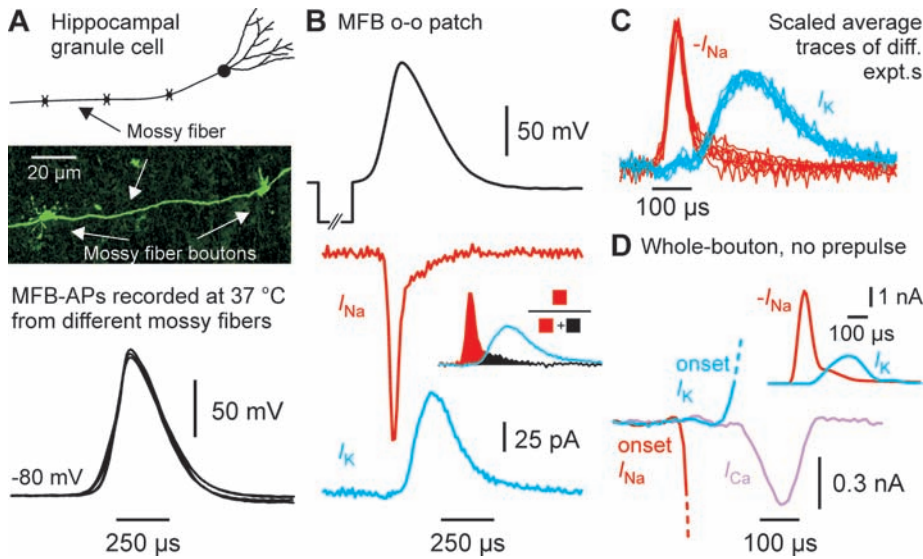 A Hippocampal
granule cell
Mossy fiber
20 µm
Mossy fiber boutons
MFB-APs recorded at 37 °C
from different mossy fibers
50 mV
-80 mV
250 µs
B MFB o-o patch
50 mV
//
I Na
+
I K
25 pA
250 µs
C Scaled average
traces of diff.
expt.s
-I Na
I K
100 µs
D Whole-bouton, no prepulse
-I Na
1 nA
100 µs
I K
onset
I K
onset
I Na
I Ca
0.3 nA
100 µs